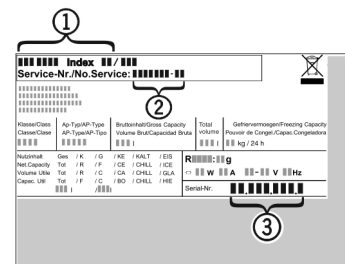 1
Index /
Service-Nr./No.Service: -
2
Klasse/Class Ap-Typ/AP-Type Bruttoinhalt/Gross Capacity Total Gefriervermoegen/Freezing Capacity
Classe/Clase AP-Type/AP-Tipo Volume Brut/Capacidad Bruta volume Pouvoir de Congel./Capac.Congeladora
l l kg / 24 h
Nutzinhalt Ges / K / G / KE / KALT / EIS
Net.Capacity Tot / R / F / CE / CHILL / ICE
Volume Utile Tot / R / C / CA / CHILL / GLA
Capac. Util Tot / F / C / BO / CHILL / HIE
l / l
R : g
W A - V Hz
Serial-Nr. . . .
3